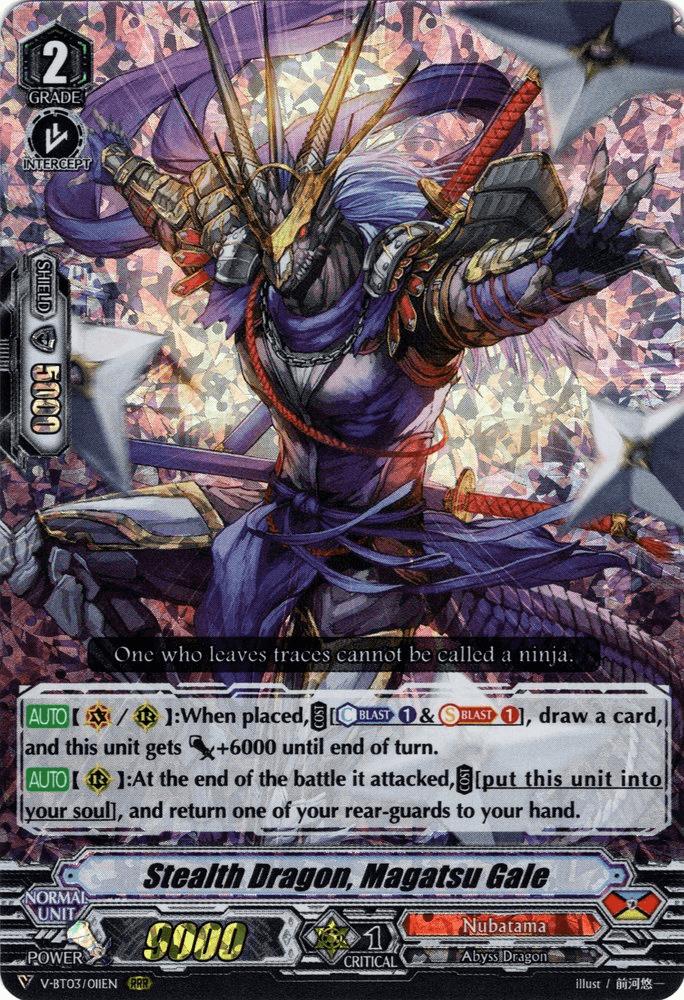 2
GRADE
INTERCEPT
SHIELD
5000
One who leaves traces cannot be called a ninja.
AUTO【 V / R 】:When placed, COST [C BLAST 1 & S BLAST 1], draw a card,
and this unit gets +6000 until end of turn.
AUTO【 R 】:At the end of the battle it attacked, COST [put this unit into
your soul], and return one of your rear-guards to your hand.
Stealth Dragon, Magatsu Gale
NORMAL
UNIT
POWER 9000
1
CRITICAL
Nubatama
Abyss Dragon
V-BT03/011EN RRR
illust / 前河悠一